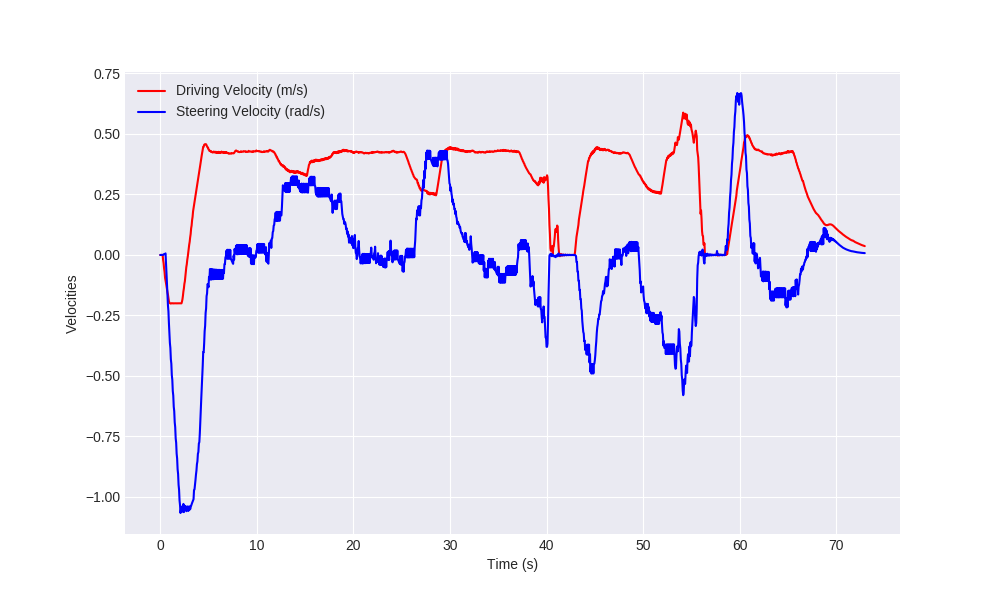 0.75
0.50
0.25
0.00
−0.25
−0.50
−0.75
−1.00
Velocities
Driving Velocity (m/s)
Steering Velocity (rad/s)
0 10 20 30 40 50 60 70
Time (s)